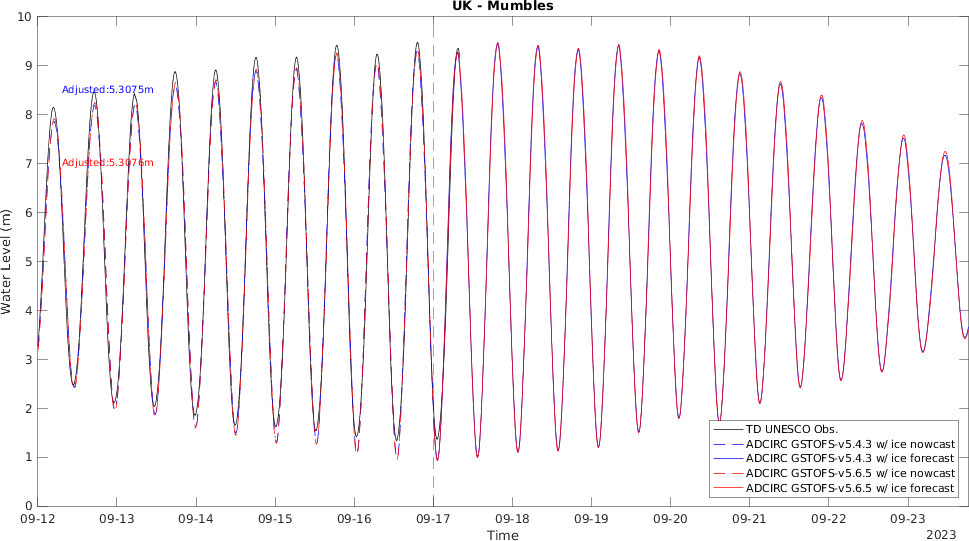 UK - Mumbles
10
9
8
7
6
5
4
3
2
1
0
Water Level (m)
Adjusted:5.3075m
Adjusted:5.3076m
TD UNESCO Obs.
ADCIRC GSTOFS-v5.4.3 w/ ice nowcast
ADCIRC GSTOFS-v5.4.3 w/ ice forecast
ADCIRC GSTOFS-v5.6.5 w/ ice nowcast
ADCIRC GSTOFS-v5.6.5 w/ ice forecast
09-12 09-13 09-14 09-15 09-16 09-17 09-18 09-19 09-20 09-21 09-22 09-23
Time
2023